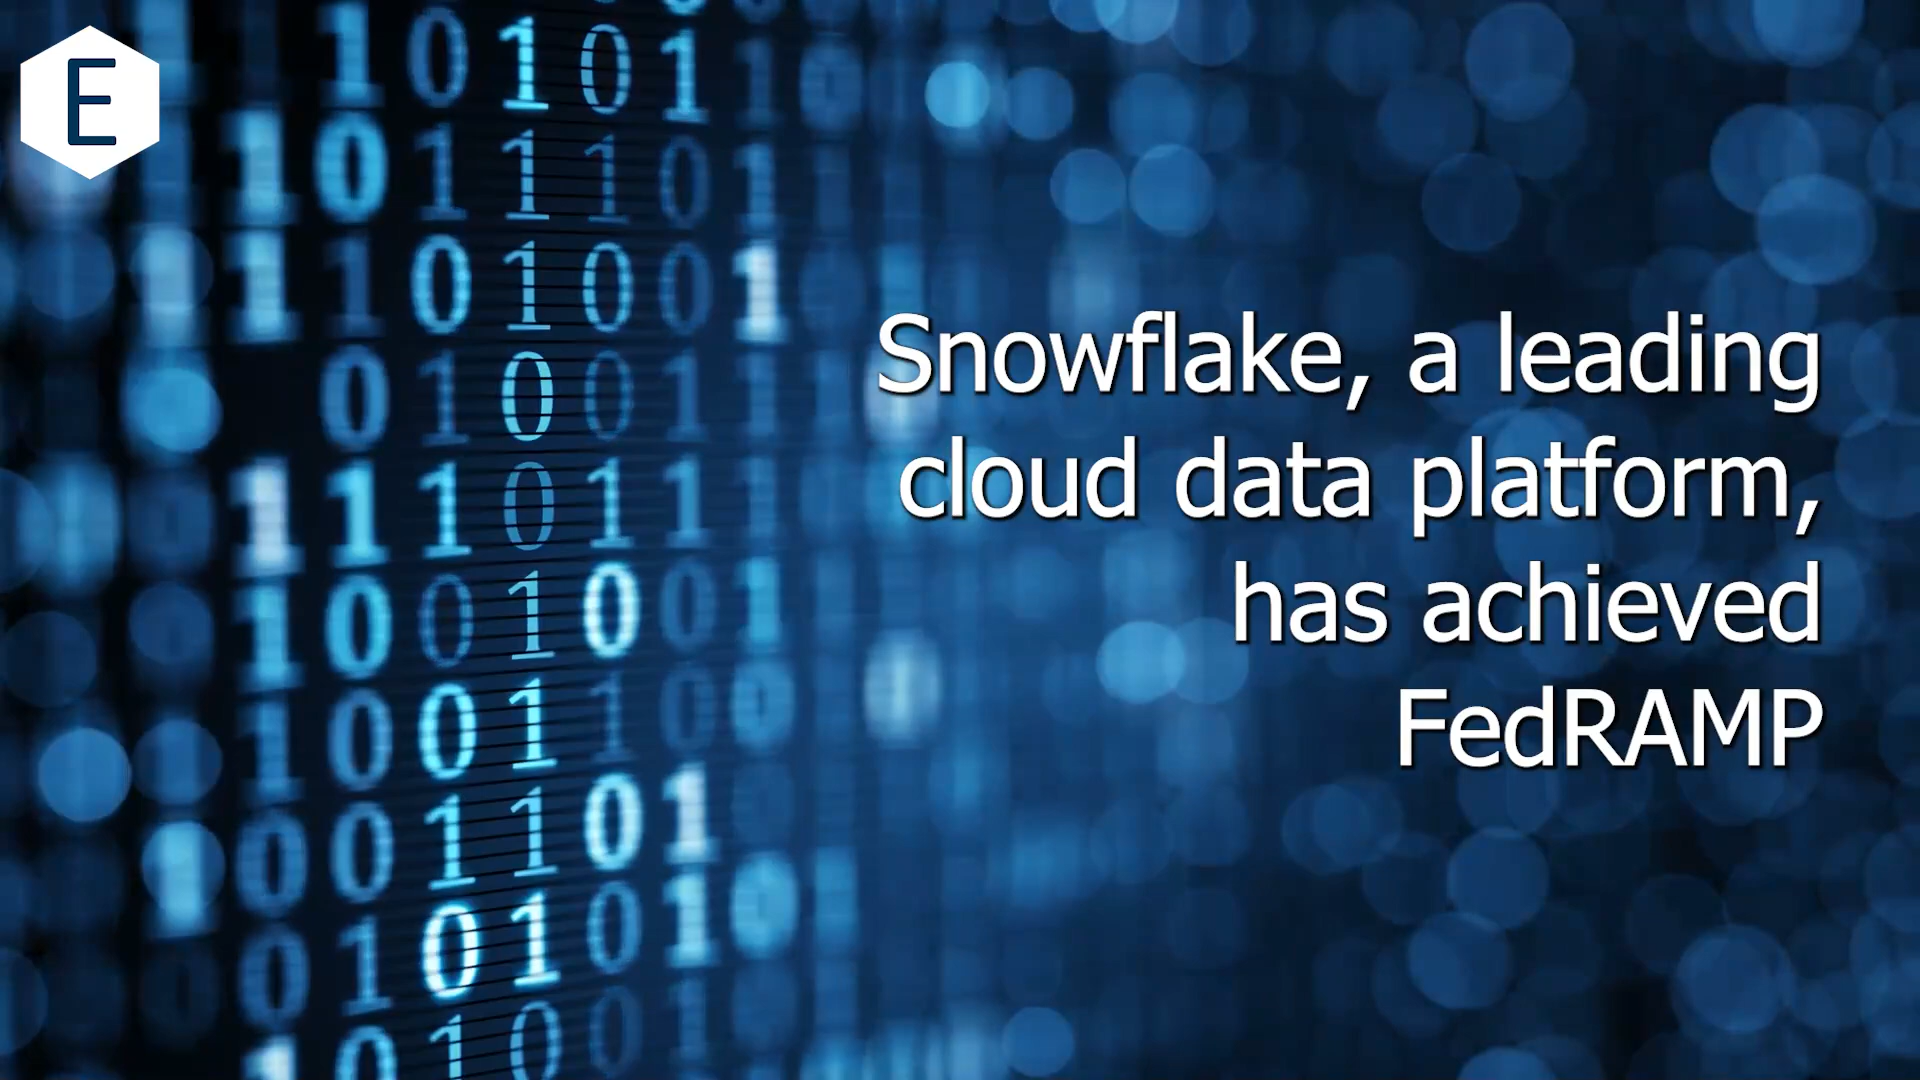 E
Snowflake, a leading
cloud data platform,
has achieved
FedRAMP